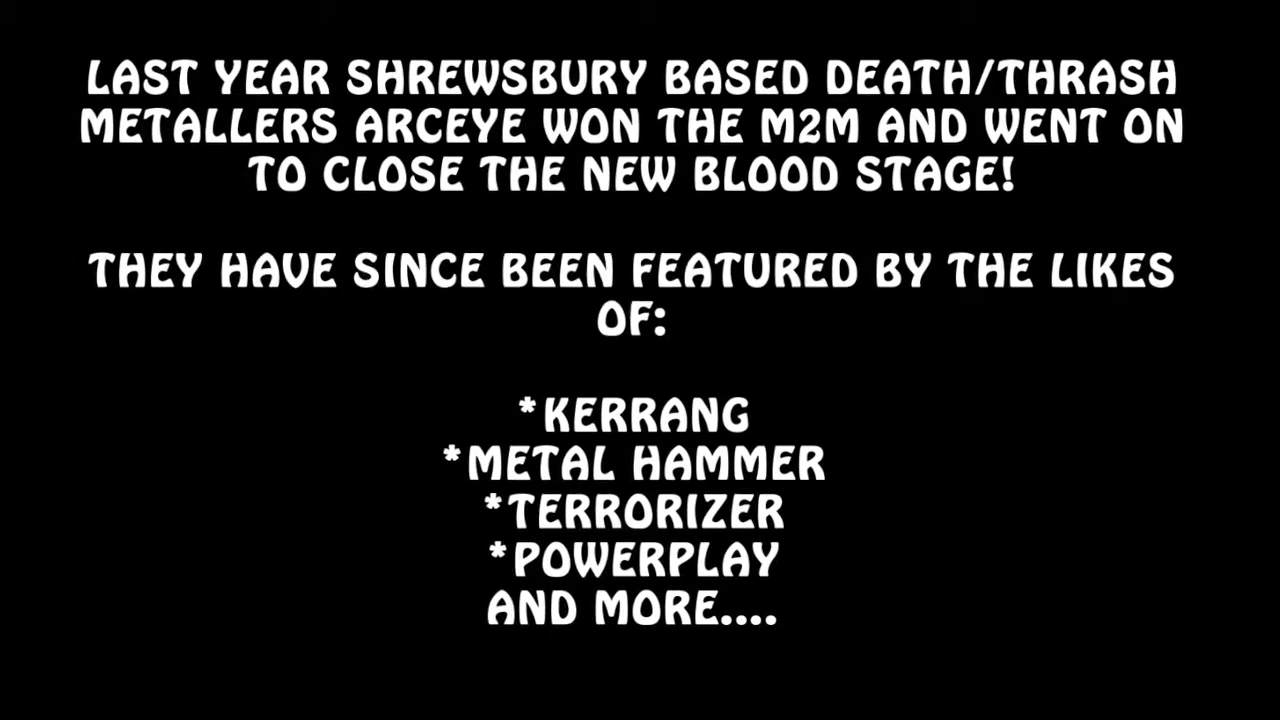 LAST YEAR SHREWSBURY BASED DEATH/THRASH
METALLERS ARCEYE WON THE M2M AND WENT ON
TO CLOSE THE NEW BLOOD STAGE!
THEY HAVE SINCE BEEN FEATURED BY THE LIKES
OF:
*KERRANG
*METAL HAMMER
*TERRORIZER
*POWERPLAY
AND MORE....